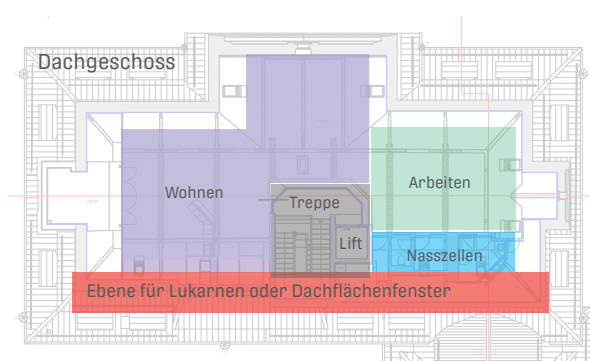 Dachgeschoss
Wohnen
Treppe
Arbeiten
Lift
Nasszellen
Ebene für Lukarnen oder Dachflächenfenster